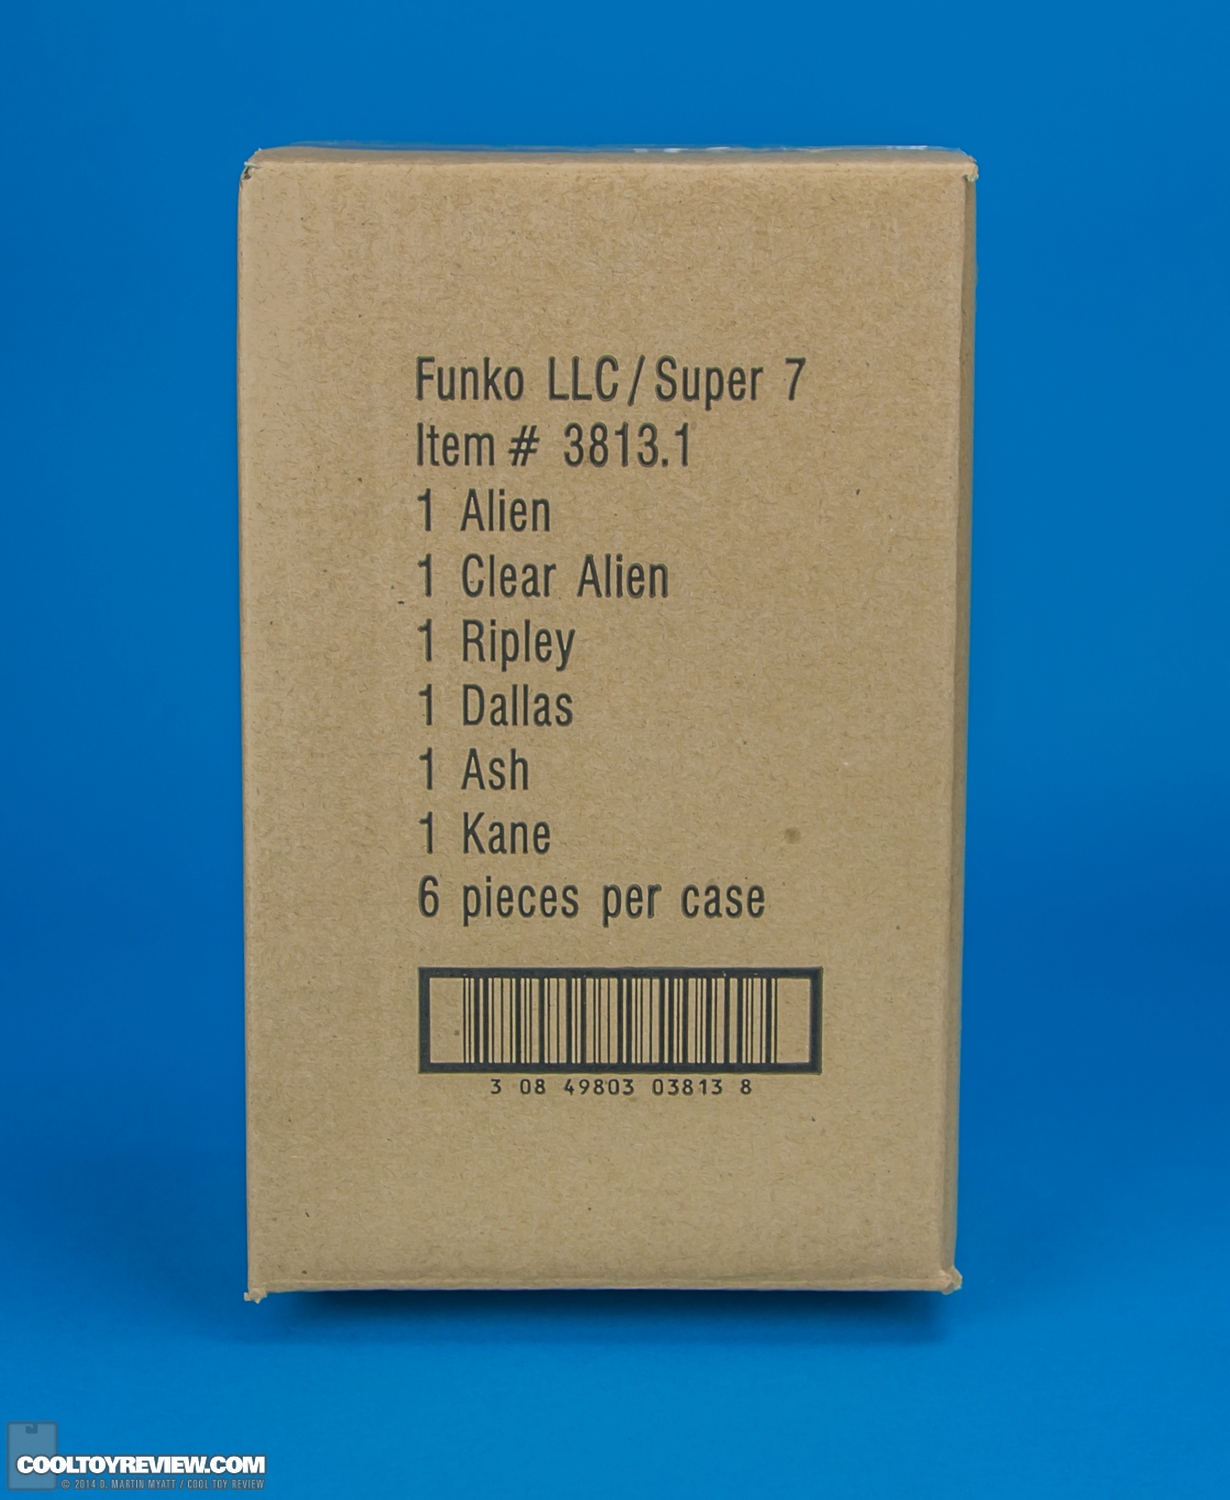 Funko LLC/Super 7
Item # 3813.1
1 Alien
1 Clear Alien
1 Ripley
1 Dallas
1 Ash
1 Kane
6 pieces per case
3 08 49803 03813 8
COOLTOYREVIEW.COM
© 2014 D. MARTIN MYATT / COOL TOY REVIEW